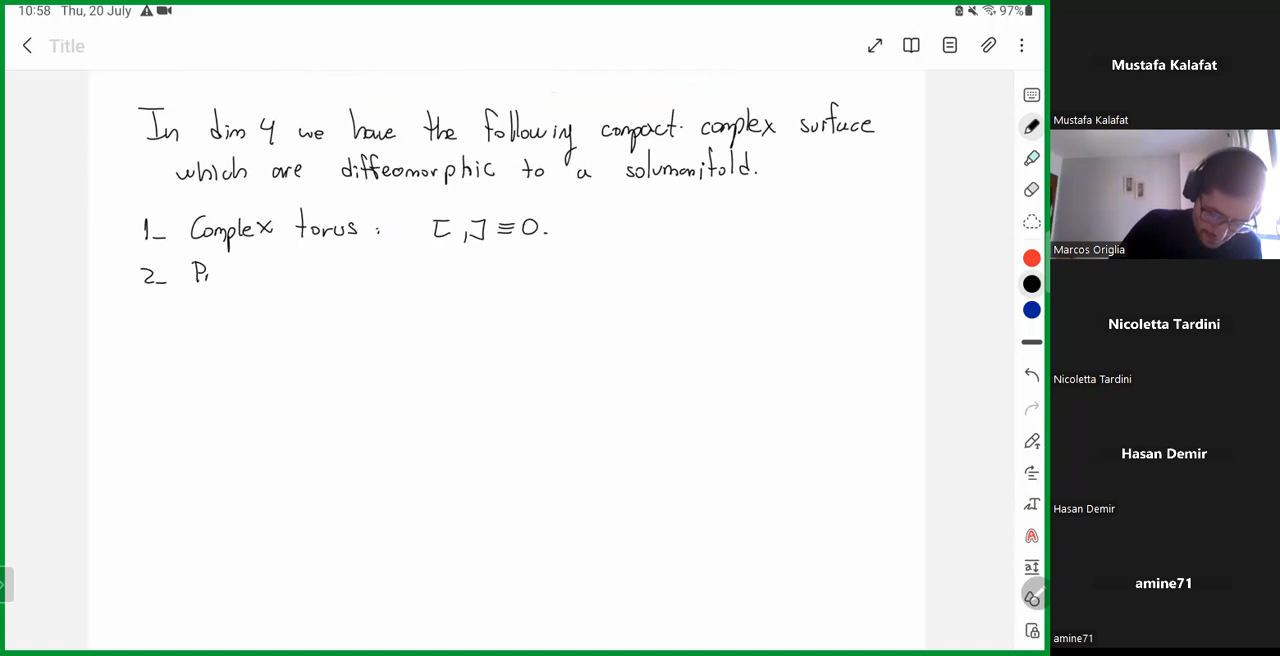 10:58 Thu, 20 July
97%
Title
In dim 4 we have the following compact complex surface
which are diffeomorphic to a solvmanifold.
1_ Complex torus : [ , ] ≡ 0.
2_ P
Mustafa Kalafat
Mustafa Kalafat
Marcos Origlia
Nicoletta Tardini
Nicoletta Tardini
Hasan Demir
Hasan Demir
amine71
amine71